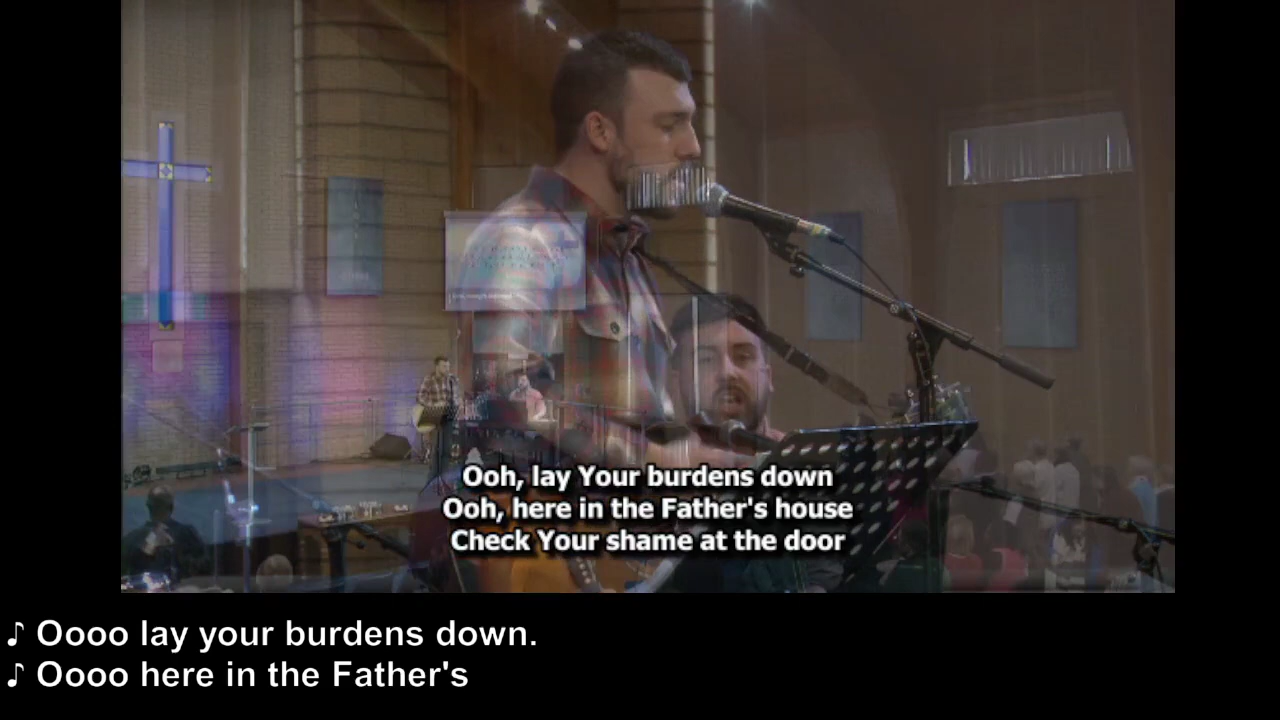 Ooh, lay Your burdens down
Ooh, here in the Father's house
Check Your shame at the door
♪ Oooo lay your burdens down.
♪ Oooo here in the Father's